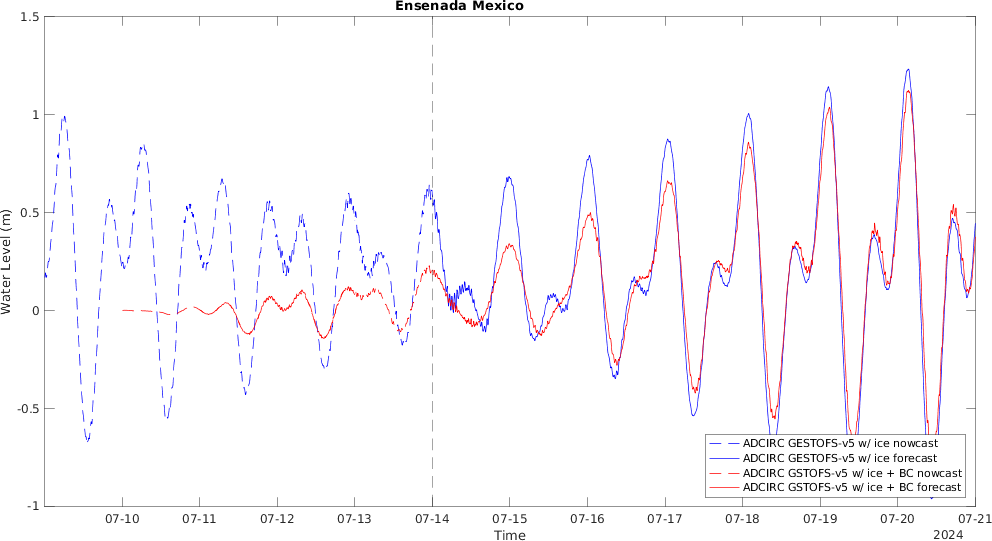 Ensenada Mexico
1.5
1
0.5
0
-0.5
-1
Water Level (m)
ADCIRC GESTOFS-v5 w/ ice nowcast
ADCIRC GESTOFS-v5 w/ ice forecast
ADCIRC GSTOFS-v5 w/ ice + BC nowcast
ADCIRC GSTOFS-v5 w/ ice + BC forecast
07-10 07-11 07-12 07-13 07-14 07-15 07-16 07-17 07-18 07-19 07-20 07-21
Time
2024